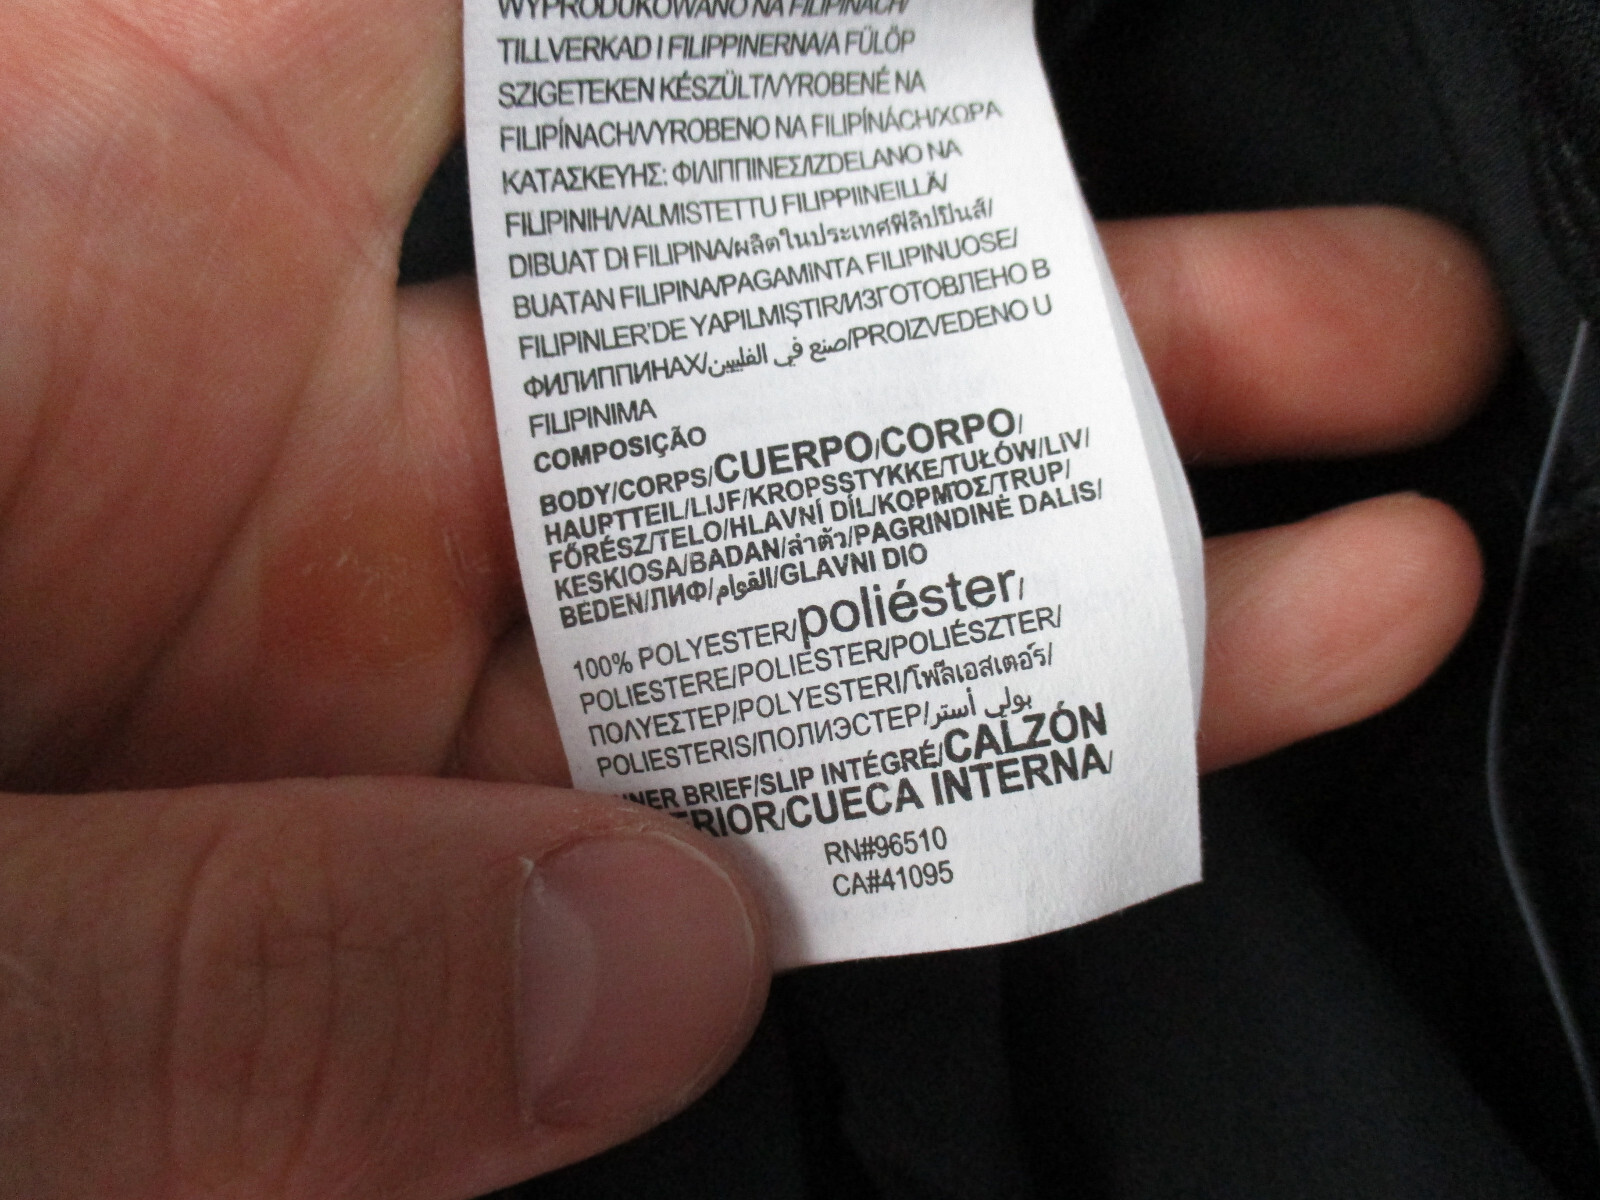 WYPRODUKOWANO NA FILIPINACH/
TILLVERKAD I FILIPPINERNA/A FÜLÖP
SZIGETEKEN KÉSZÜLT/VYROBENÉ NA
FILIPÍNACH/VYROBENO NA FILIPÍNÁCH/ΧΩΡΑ
ΚΑΤΑΣΚΕΥΗΣ: ΦΙΛΙΠΠΙΝΕΣ/IZDELANO NA
FILIPINIH/VALMISTETTU FILIPPIINEILLÄ/
DIBUAT DI FILIPINA/ผลิตในประเทศฟิลิปปินส์/
BUATAN FILIPINA/PAGAMINTA FILIPINUOSE/
FILIPINLER'DE YAPILMIŞTIR/ИЗГОТОВЛЕНО В
ФИЛИППИНАХ/صنع في الفلبين/PROIZVEDENO U
FILIPINIMA
COMPOSIÇÃO
BODY/CORPS/CUERPO/CORPO/
HAUPTTEIL/LIJF/KROPSSTYKKE/TUŁÓW/LIV/
FŐRÉSZ/TELO/HLAVNÍ DÍL/ΚΟΡΜΟΣ/TRUP/
KESKIOSA/BADAN/ลำตัว/PAGRINDINĖ DALIS/
BEDEN/ЛИФ/القوام/GLAVNI DIO
100% POLYESTER/poliéster/
POLIESTERE/POLIESTER/POLIÉSZTER/
ΠΟΛΥΕΣΤΕΡ/POLYESTERI/โพลีเอสเตอร์/
POLIESTERIS/ПОЛИЭСТЕР/بولي أستر
INNER BRIEF/SLIP INTÉGRÉ/CALZÓN
ERIOR/CUECA INTERNA/
RN#96510
CA#41095